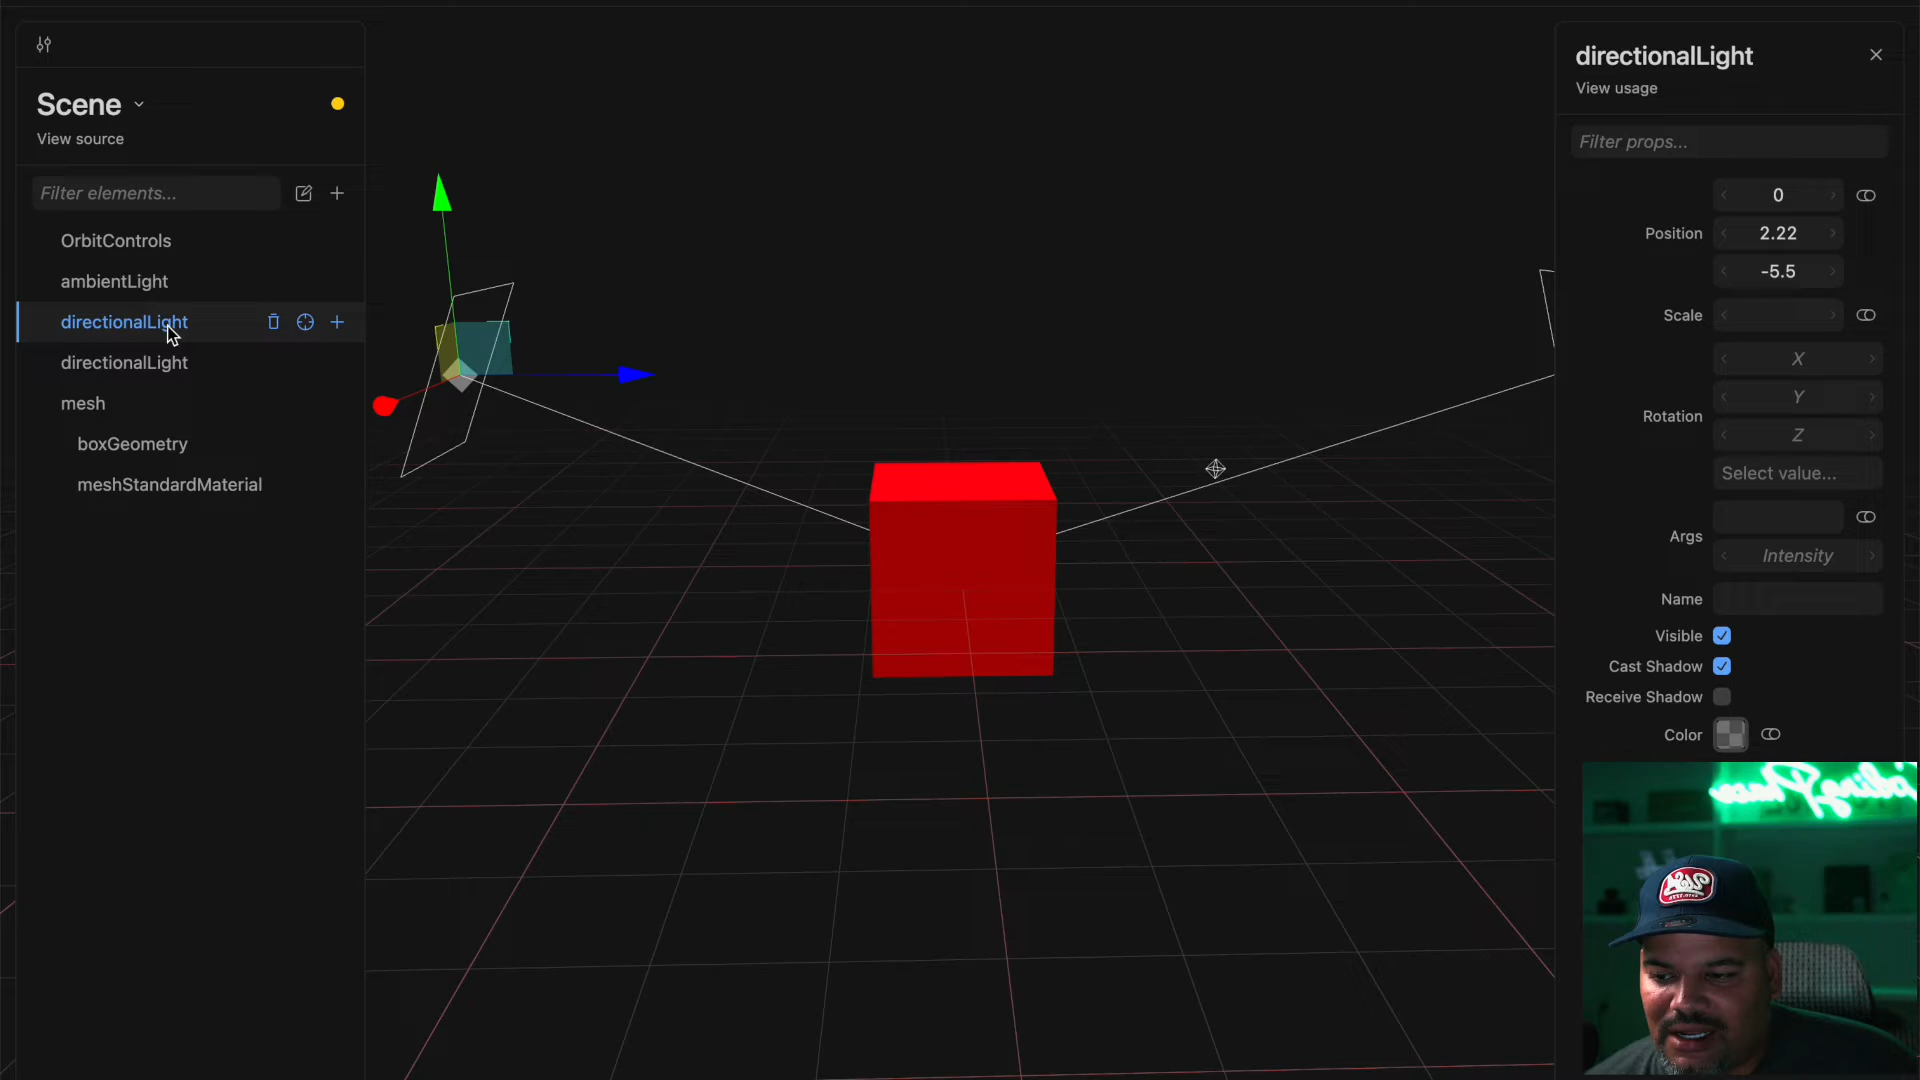 Scene
View source
Filter elements...
OrbitControls
ambientLight
directionalLight
directionalLight
mesh
boxGeometry
meshStandardMaterial
directionalLight
View usage
Filter props...
Position
0
2.22
-5.5
Scale
Rotation
X
Y
Z
Select value...
Args
Intensity
Name
Visible
Cast Shadow
Receive Shadow
Color